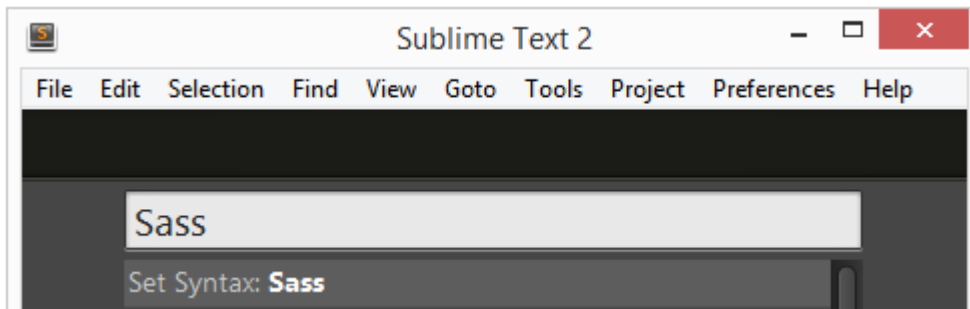 Sublime Text 2
File Edit Selection Find View Goto Tools Project Preferences Help
Sass
Set Syntax: Sass